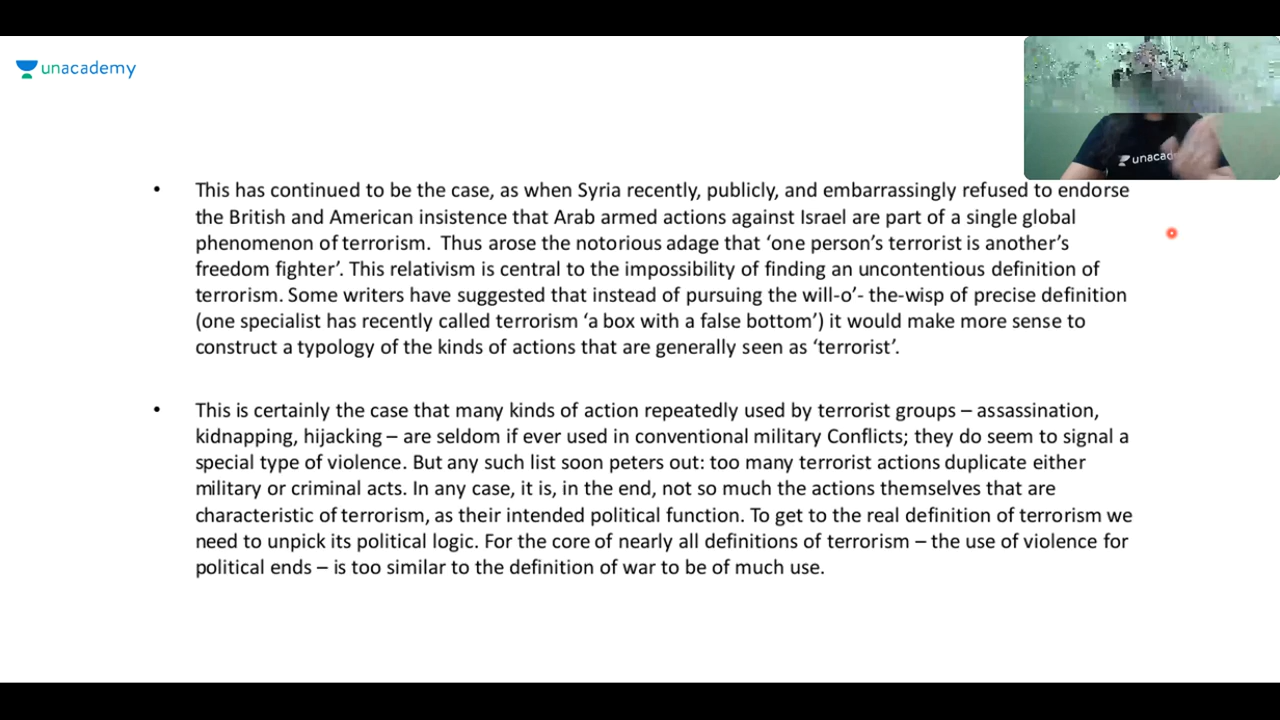 unacademy
unacad
This has continued to be the case, as when Syria recently, publicly, and embarrassingly refused to endorse
the British and American insistence that Arab armed actions against Israel are part of a single global
phenomenon of terrorism.  Thus arose the notorious adage that ‘one person’s terrorist is another’s
freedom fighter’. This relativism is central to the impossibility of finding an uncontentious definition of
terrorism. Some writers have suggested that instead of pursuing the will-o’- the-wisp of precise definition
(one specialist has recently called terrorism ‘a box with a false bottom’) it would make more sense to
construct a typology of the kinds of actions that are generally seen as ‘terrorist’.
This is certainly the case that many kinds of action repeatedly used by terrorist groups – assassination,
kidnapping, hijacking – are seldom if ever used in conventional military Conflicts; they do seem to signal a
special type of violence. But any such list soon peters out: too many terrorist actions duplicate either
military or criminal acts. In any case, it is, in the end, not so much the actions themselves that are
characteristic of terrorism, as their intended political function. To get to the real definition of terrorism we
need to unpick its political logic. For the core of nearly all definitions of terrorism – the use of violence for
political ends – is too similar to the definition of war to be of much use.